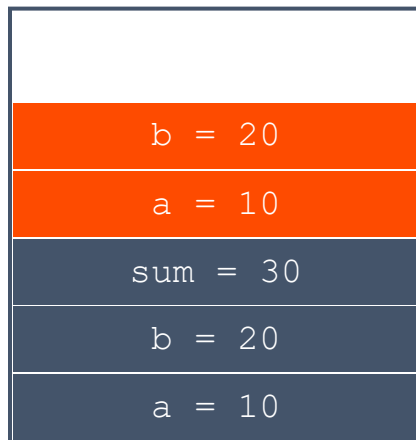 b = 20
a = 10
sum = 30
b = 20
a = 10